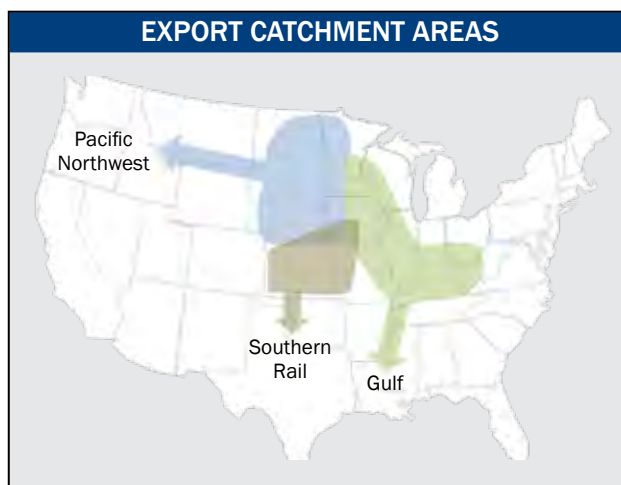 EXPORT CATCHMENT AREAS
Pacific
Northwest
Southern
Rail
Gulf